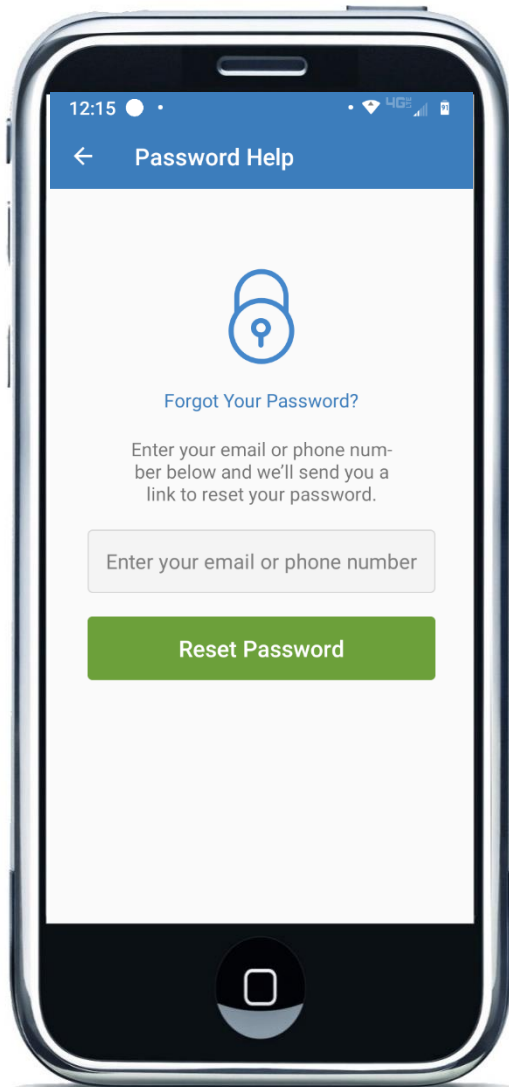 12:15
4G
Password Help
Forgot Your Password?
Enter your email or phone num-
ber below and we'll send you a
link to reset your password.
Enter your email or phone number
Reset Password